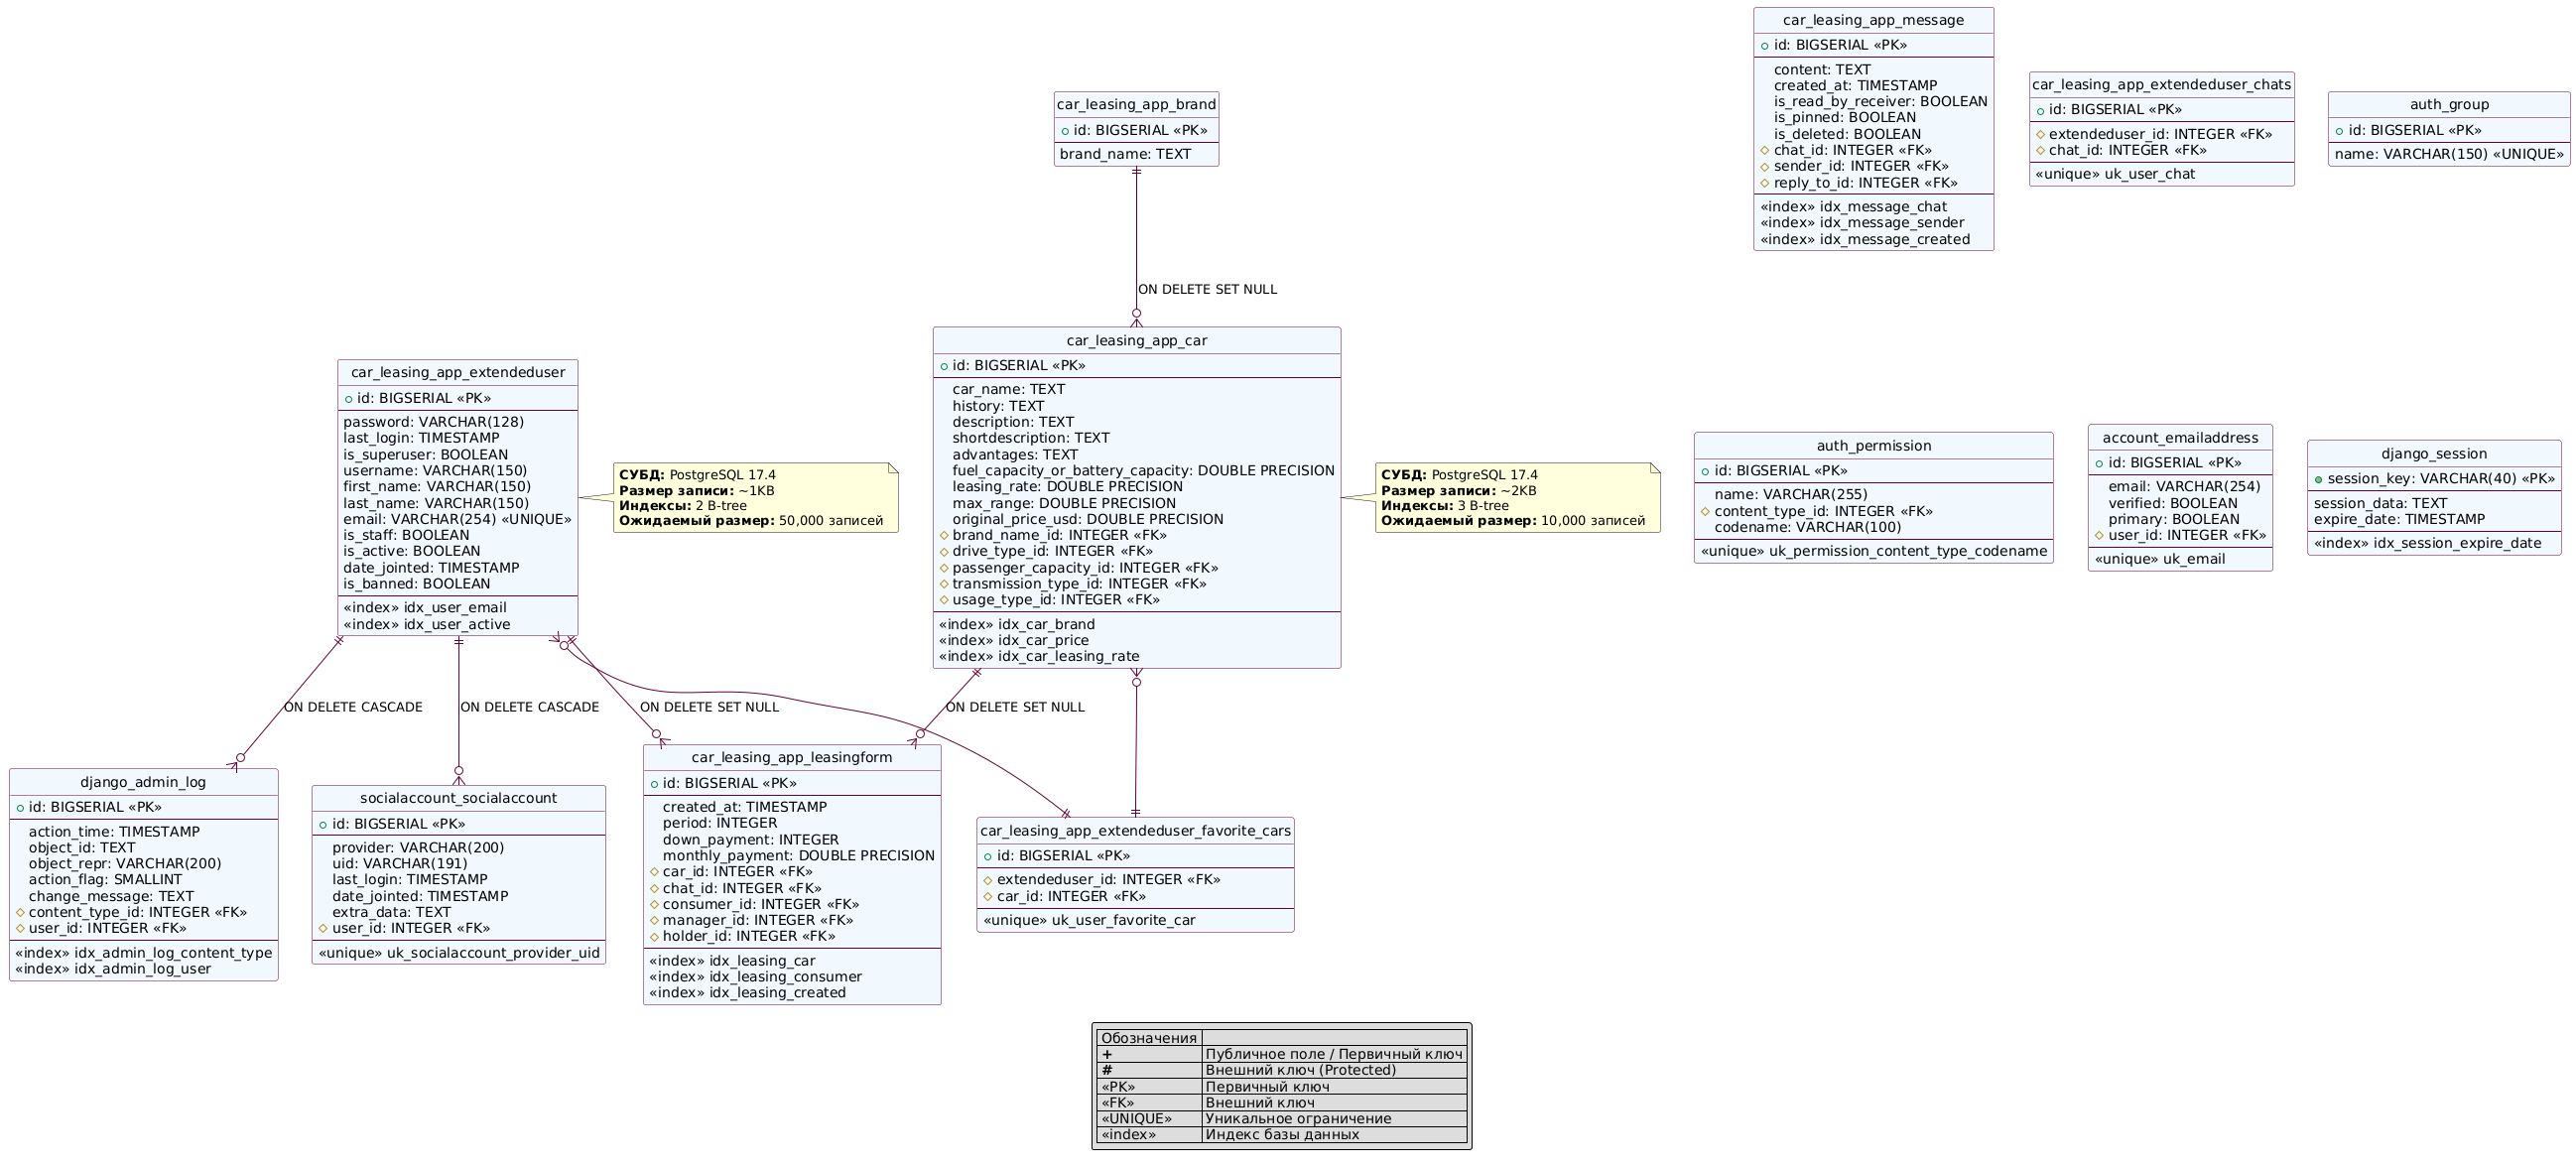 car_leasing_app_message
id: BIGSERIAL «PK»
content: TEXT
created_at: TIMESTAMP
is_read_by_receiver: BOOLEAN
is_pinned: BOOLEAN
is_deleted: BOOLEAN
chat_id: INTEGER «FK»
sender_id: INTEGER «FK»
reply_to_id: INTEGER «FK»
«index» idx_message_chat
«index» idx_message_sender
«index» idx_message_created
car_leasing_app_extendeduser_chats
id: BIGSERIAL «PK»
extendeduser_id: INTEGER «FK»
chat_id: INTEGER «FK»
«unique» uk_user_chat
auth_group
id: BIGSERIAL «PK»
name: VARCHAR(150) «UNIQUE»
car_leasing_app_brand
id: BIGSERIAL «PK»
brand_name: TEXT
ON DELETE SET NULL
car_leasing_app_extendeduser
id: BIGSERIAL «PK»
password: VARCHAR(128)
last_login: TIMESTAMP
is_superuser: BOOLEAN
username: VARCHAR(150)
first_name: VARCHAR(150)
last_name: VARCHAR(150)
email: VARCHAR(254) «UNIQUE»
is_staff: BOOLEAN
is_active: BOOLEAN
date_jointed: TIMESTAMP
is_banned: BOOLEAN
«index» idx_user_email
«index» idx_user_active
СУБД: PostgreSQL 17.4
Размер записи: ~1KB
Индексы: 2 B-tree
Ожидаемый размер: 50,000 записей
car_leasing_app_car
id: BIGSERIAL «PK»
car_name: TEXT
history: TEXT
description: TEXT
shortdescription: TEXT
advantages: TEXT
fuel_capacity_or_battery_capacity: DOUBLE PRECISION
leasing_rate: DOUBLE PRECISION
max_range: DOUBLE PRECISION
original_price_usd: DOUBLE PRECISION
brand_name_id: INTEGER «FK»
drive_type_id: INTEGER «FK»
passenger_capacity_id: INTEGER «FK»
transmission_type_id: INTEGER «FK»
usage_type_id: INTEGER «FK»
«index» idx_car_brand
«index» idx_car_price
«index» idx_car_leasing_rate
СУБД: PostgreSQL 17.4
Размер записи: ~2KB
Индексы: 3 B-tree
Ожидаемый размер: 10,000 записей
auth_permission
id: BIGSERIAL «PK»
name: VARCHAR(255)
content_type_id: INTEGER «FK»
codename: VARCHAR(100)
«unique» uk_permission_content_type_codename
account_emailaddress
id: BIGSERIAL «PK»
email: VARCHAR(254)
verified: BOOLEAN
primary: BOOLEAN
user_id: INTEGER «FK»
«unique» uk_email
django_session
session_key: VARCHAR(40) «PK»
session_data: TEXT
expire_date: TIMESTAMP
«index» idx_session_expire_date
ON DELETE CASCADE
ON DELETE CASCADE
ON DELETE SET NULL
ON DELETE SET NULL
django_admin_log
id: BIGSERIAL «PK»
action_time: TIMESTAMP
object_id: TEXT
object_repr: VARCHAR(200)
action_flag: SMALLINT
change_message: TEXT
# content_type_id: INTEGER «FK»
# user_id: INTEGER «FK»
«index» idx_admin_log_content_type
«index» idx_admin_log_user
socialaccount_socialaccount
id: BIGSERIAL «PK»
provider: VARCHAR(200)
uid: VARCHAR(191)
last_login: TIMESTAMP
date_jointed: TIMESTAMP
extra_data: TEXT
user_id: INTEGER «FK»
«unique» uk_socialaccount_provider_uid
car_leasing_app_leasingform
id: BIGSERIAL «PK»
created_at: TIMESTAMP
period: INTEGER
down_payment: INTEGER
monthly_payment: DOUBLE PRECISION
car_id: INTEGER «FK»
chat_id: INTEGER «FK»
consumer_id: INTEGER «FK»
manager_id: INTEGER «FK»
holder_id: INTEGER «FK»
«index» idx_leasing_car
«index» idx_leasing_consumer
«index» idx_leasing_created
car_leasing_app_extendeduser_favorite_cars
id: BIGSERIAL «PK»
extendeduser_id: INTEGER «FK»
car_id: INTEGER «FK»
«unique» uk_user_favorite_car
Обозначения
+ Публичное поле / Первичный ключ
# Внешний ключ (Protected)
«PK» Первичный ключ
«FK» Внешний ключ
«UNIQUE» Уникальное ограничение
«index» Индекс базы данных